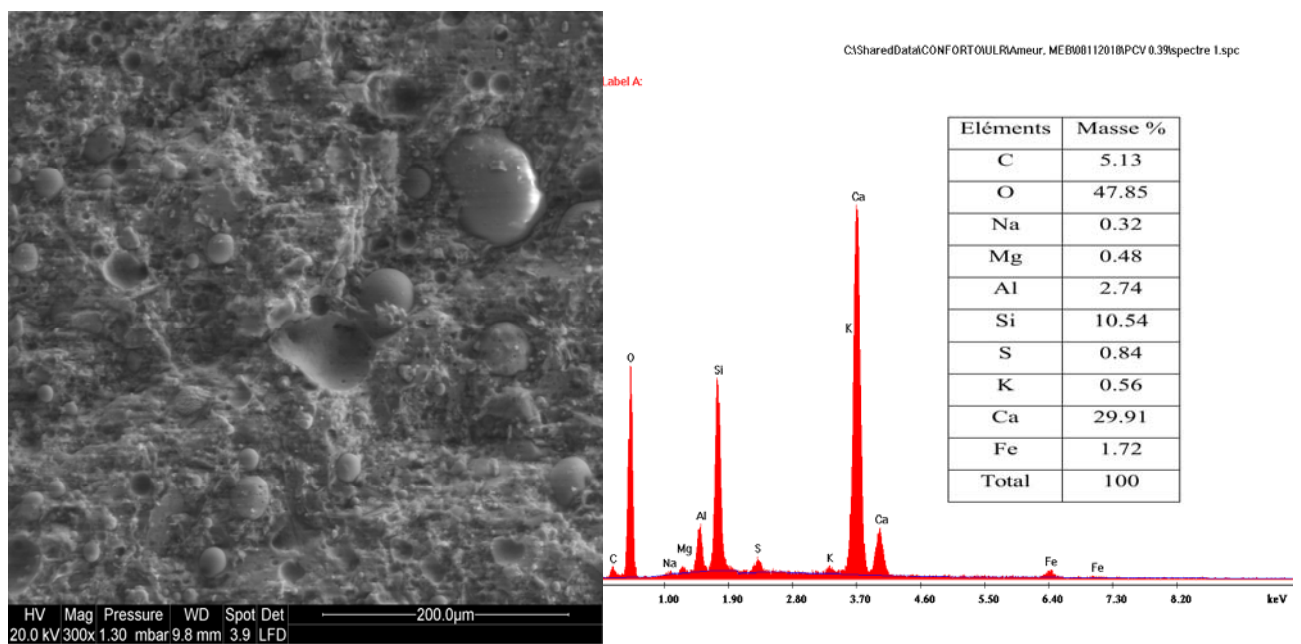 HV Mag Pressure WD Spot Det
20.0 kV 300x 1.30 mbar 9.8 mm 3.9 LFD
200.0µm
C:\SharedData\CONFORTO\ULR\Ameur, MEB\08112018\PCV 0.39\spectre 1.spc
Label A:
Eléments Masse %
C 5.13
O 47.85
Na 0.32
Mg 0.48
Al 2.74
Si 10.54
S 0.84
K 0.56
Ca 29.91
Fe 1.72
Total 100
Ca
K
O
Si
Al
Ca
C
Na
Mg
S
K
Fe
Fe
1.00 1.90 2.80 3.70 4.60 5.50 6.40 7.30 8.20 keV